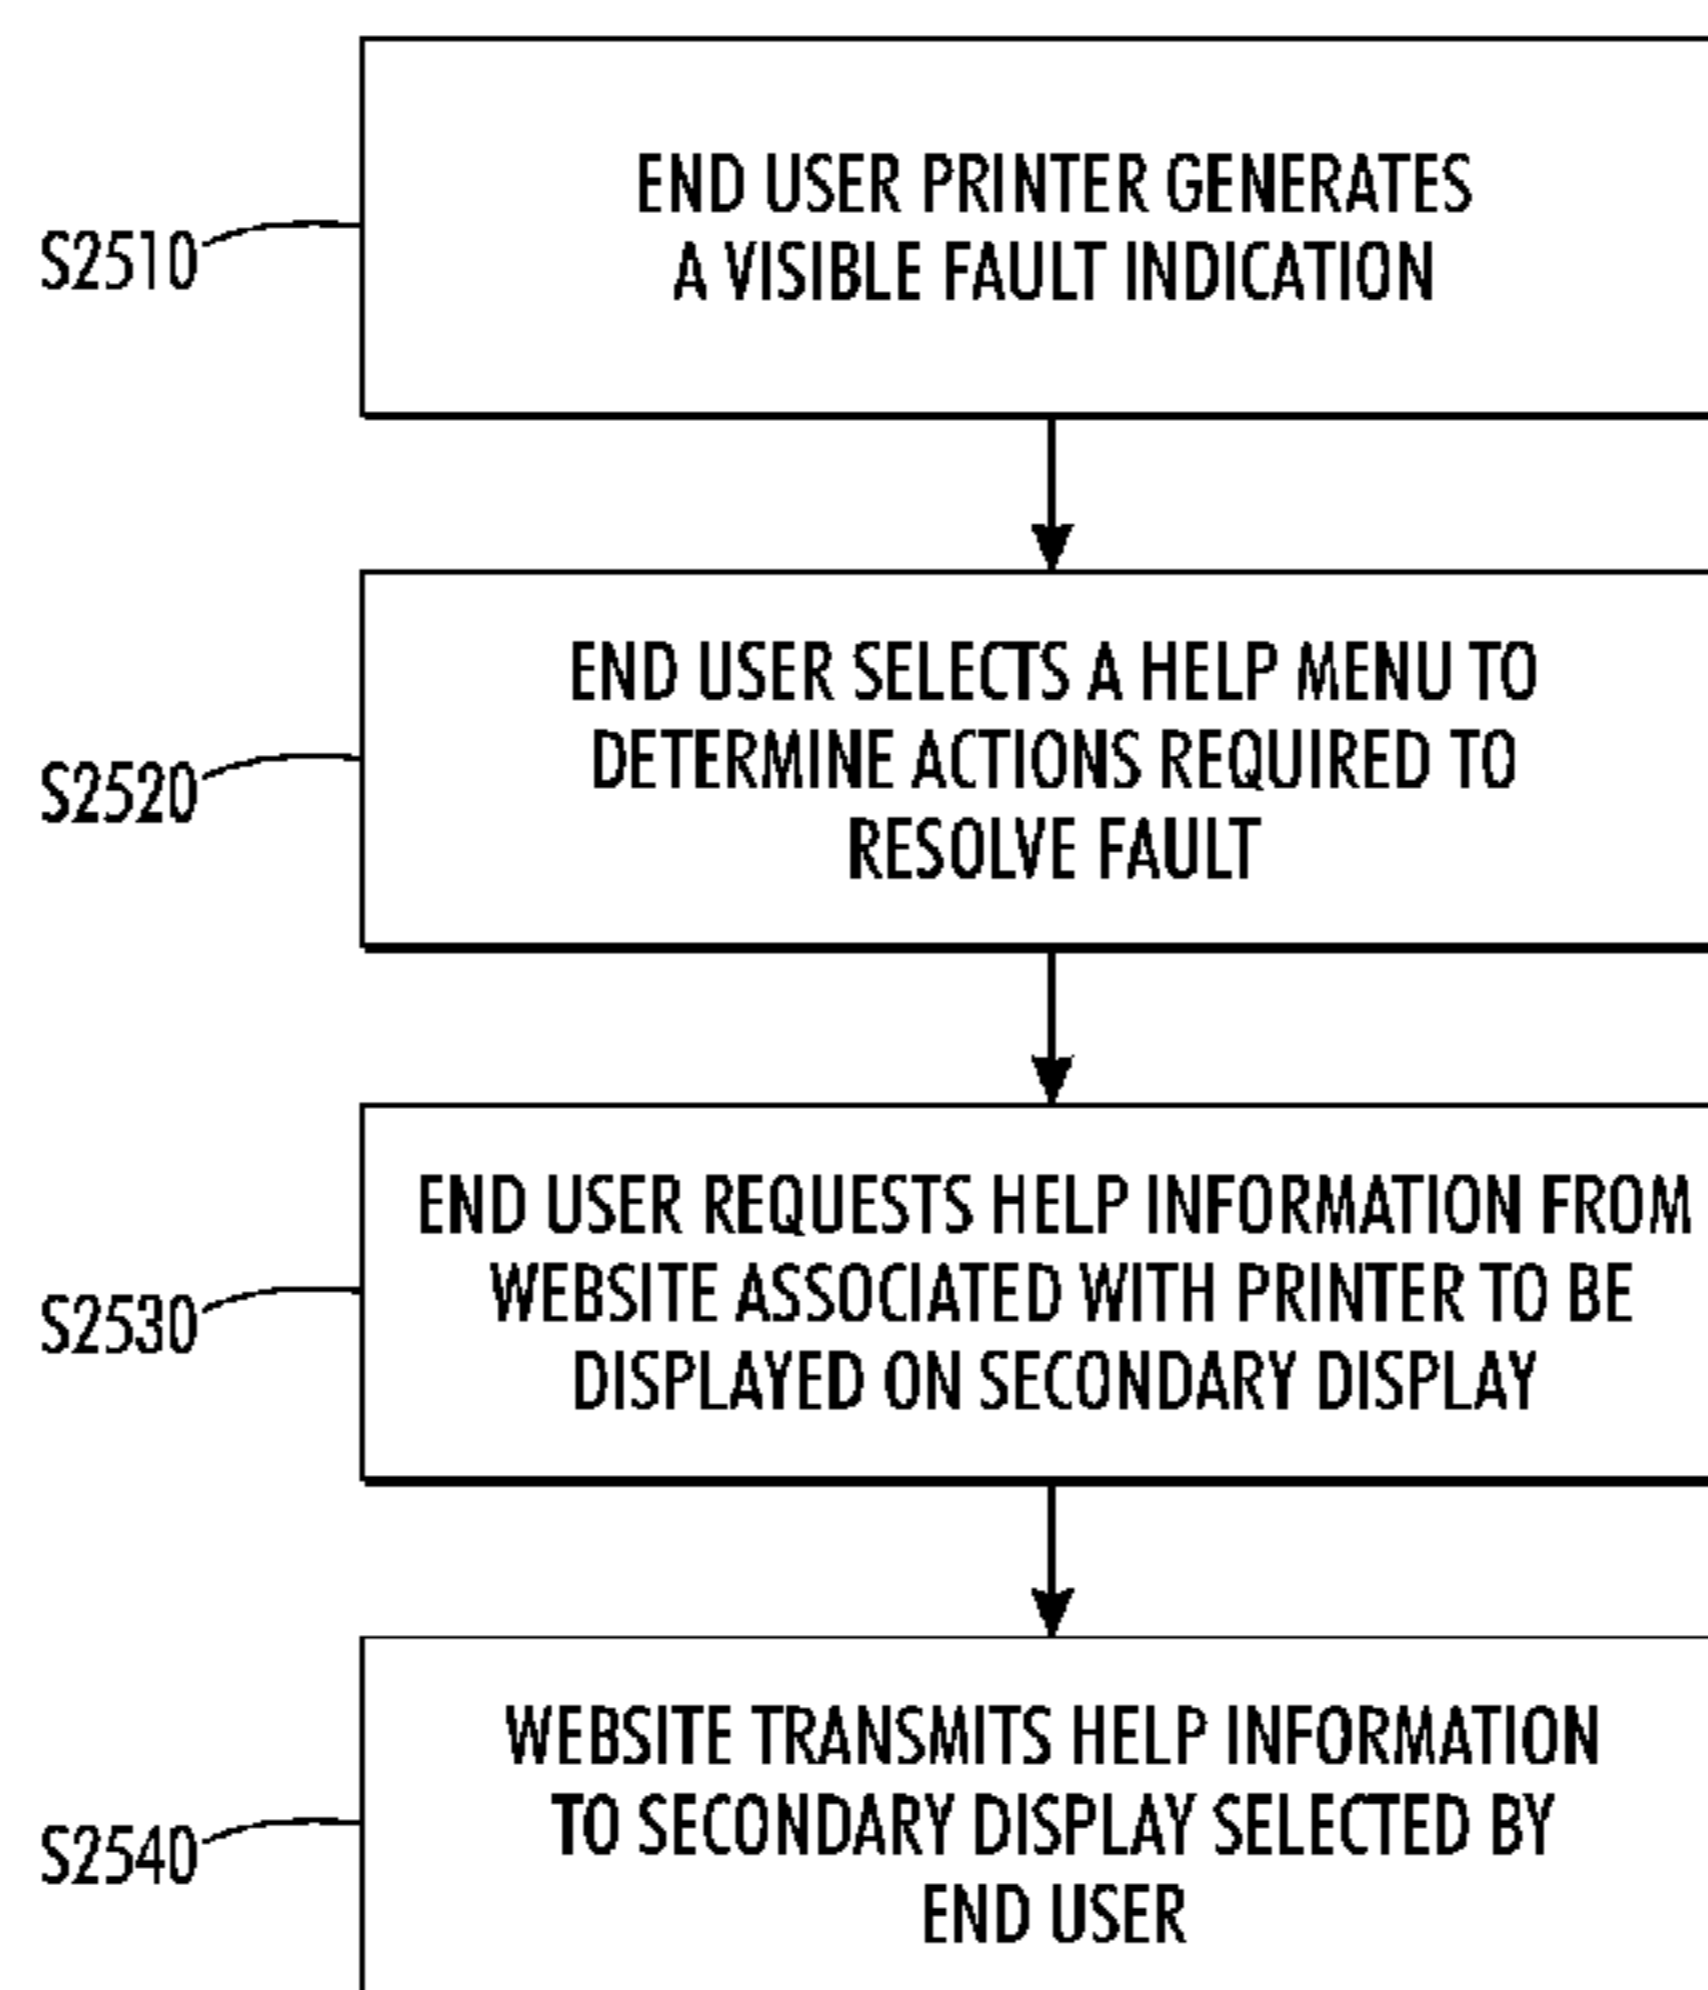 S2510
END USER PRINTER GENERATES
A VISIBLE FAULT INDICATION
S2520
END USER SELECTS A HELP MENU TO
DETERMINE ACTIONS REQUIRED TO
RESOLVE FAULT
S2530
END USER REQUESTS HELP INFORMATION FROM
WEBSITE ASSOCIATED WITH PRINTER TO BE
DISPLAYED ON SECONDARY DISPLAY
S2540
WEBSITE TRANSMITS HELP INFORMATION
TO SECONDARY DISPLAY SELECTED BY
END USER